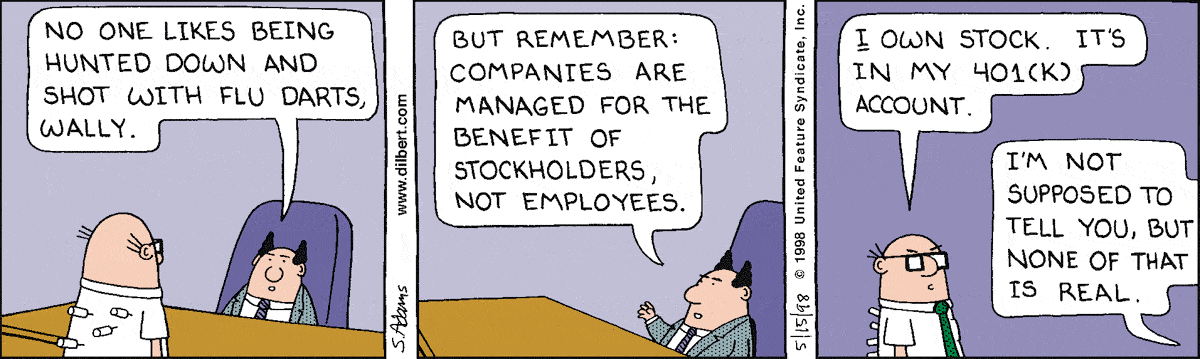 NO ONE LIKES BEING
HUNTED DOWN AND
SHOT WITH FLU DARTS,
WALLY.
S.Adams
www.dilbert.com
BUT REMEMBER:
COMPANIES ARE
MANAGED FOR THE
BENEFIT OF
STOCKHOLDERS,
NOT EMPLOYEES.
5/15/98 © 1998 United Feature Syndicate, Inc.
I OWN STOCK. IT'S
IN MY 401(K)
ACCOUNT.
I'M NOT
SUPPOSED TO
TELL YOU, BUT
NONE OF THAT
IS REAL.